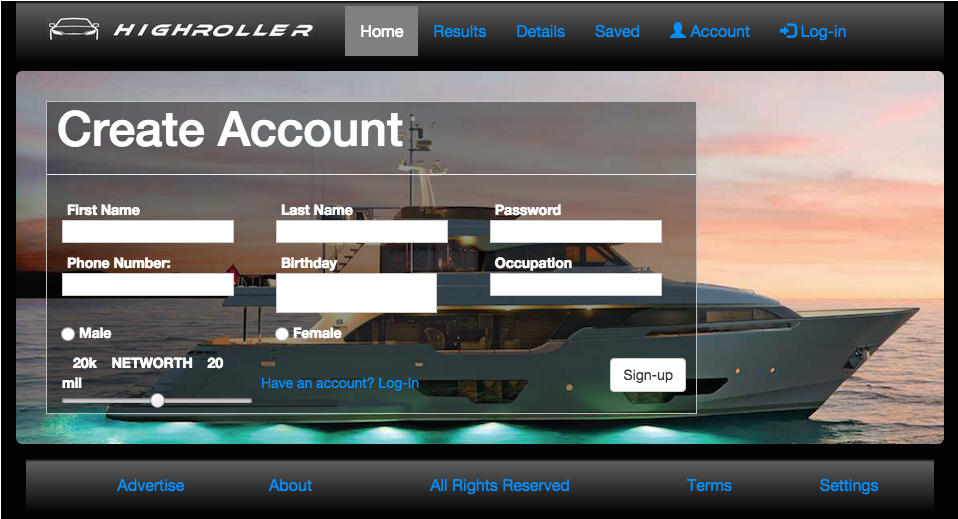 HIGHROLLER Home Results Details Saved Account Log-in
Create Account
First Name Last Name Password
Phone Number: Birthday Occupation
Male Female
20k NETWORTH 20
mil
Have an account? Log-In
Sign-up
Advertise About All Rights Reserved Terms Settings